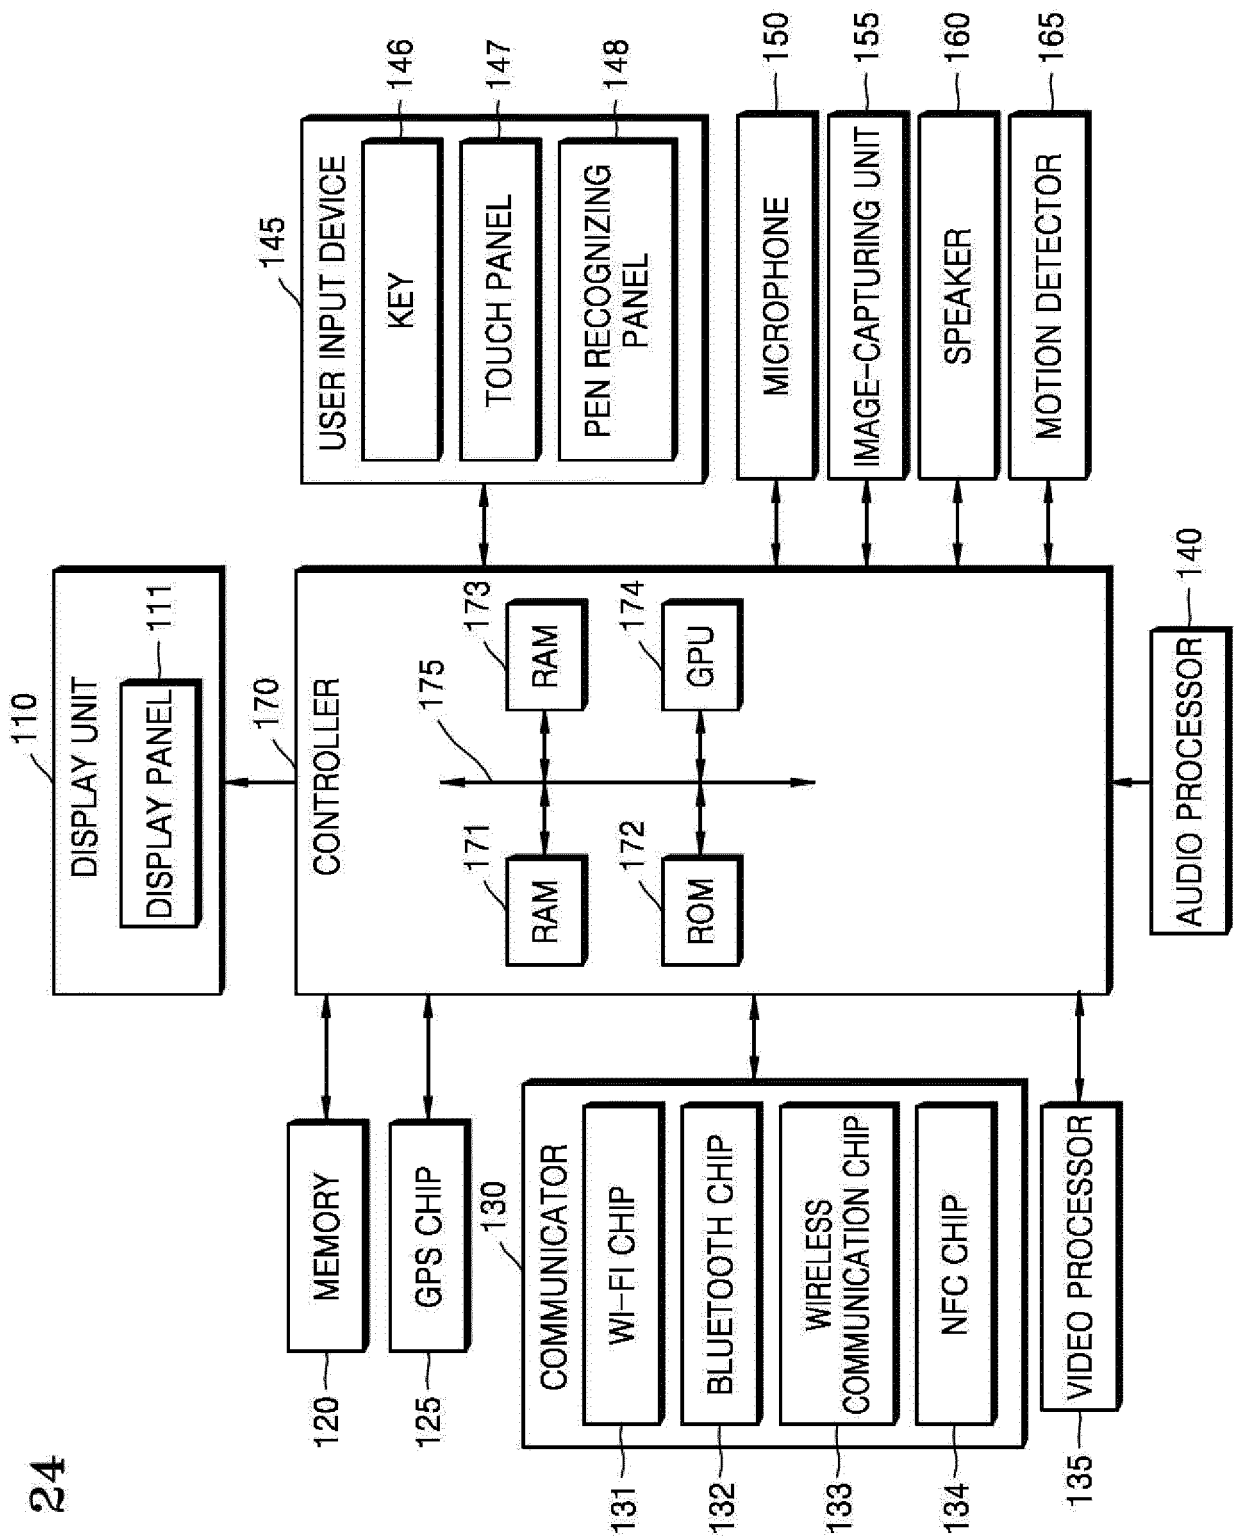 24
110
DISPLAY UNIT
DISPLAY PANEL
111
120
MEMORY
125
GPS CHIP
130
COMMUNICATOR
131
WI-FI CHIP
132
BLUETOOTH CHIP
133
WIRELESS
COMMUNICATION CHIP
134
NFC CHIP
135
VIDEO PROCESSOR
170
CONTROLLER
171
RAM
173
RAM
175
172
ROM
174
GPU
AUDIO PROCESSOR
140
145
USER INPUT DEVICE
KEY
146
TOUCH PANEL
147
PEN RECOGNIZING
PANEL
148
MICROPHONE
150
IMAGE-CAPTURING UNIT
155
SPEAKER
160
MOTION DETECTOR
165